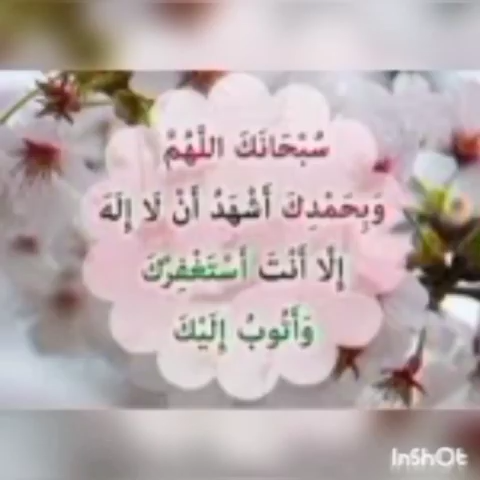 سُبْحَانَكَ اللَّهُمَّ
وَبِحَمْدِكَ أَشْهَدُ أَنْ لَا إِلَهَ
إِلَّا أَنْتَ أَسْتَغْفِرُكَ
وَأَتُوبُ إِلَيْكَ
InShOt